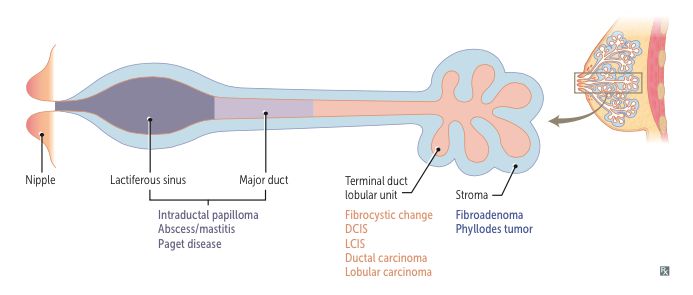 Nipple
Lactiferous sinus
Major duct
Intraductal papilloma
Abscess/mastitis
Paget disease
Terminal duct
lobular unit
Fibrocystic change
DCIS
LCIS
Ductal carcinoma
Lobular carcinoma
Stroma
Fibroadenoma
Phyllodes tumor
Rx